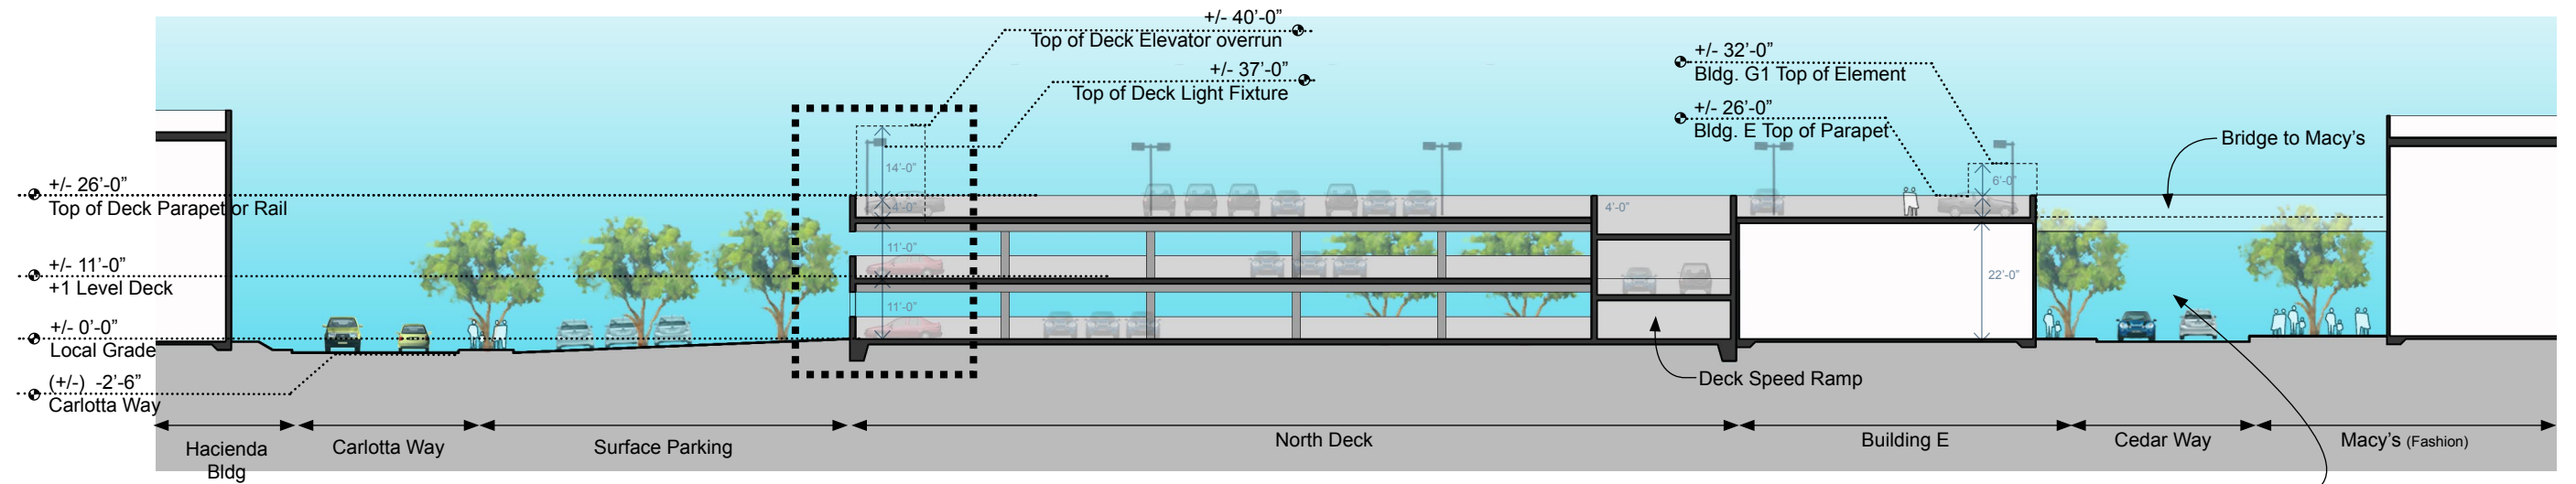 +/- 40’-0”
Top of Deck Elevator overrun
+/- 37’-0”
Top of Deck Light Fixture
+/- 32’-0”
Bldg. G1 Top of Element
+/- 26’-0”
Bldg. E Top of Parapet
Bridge to Macy’s
+/- 26’-0”
Top of Deck Parapet or Rail
+/- 11’-0”
+1 Level Deck
+/- 0’-0”
Local Grade
(+/-) -2’-6”
Carlotta Way
14’-0”
4’-0”
11’-0”
11’-0”
4’-0”
6’-0”
22’-0”
Deck Speed Ramp
Hacienda
Bldg
Carlotta Way
Surface Parking
North Deck
Building E
Cedar Way
Macy’s (Fashion)